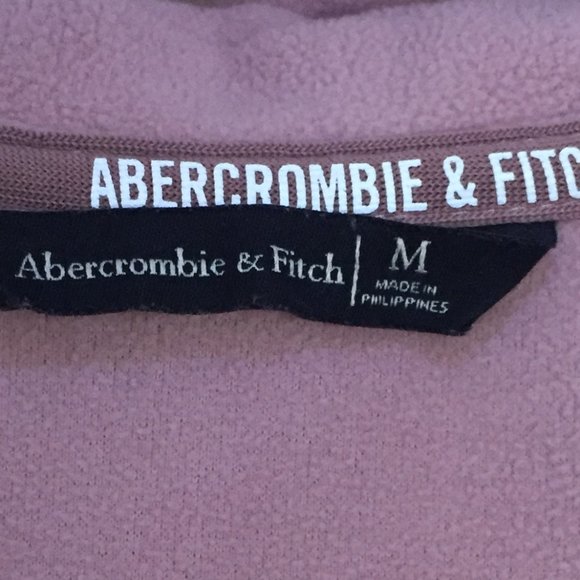 ABERCROMBIE & FITC
Abercrombie & Fitch M
MADE IN
PHILIPPINES